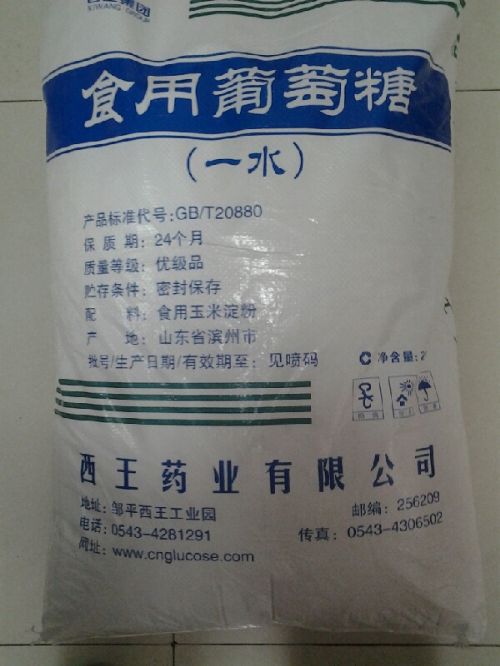 XIWANG GROUP
食用葡萄糖
(一水)
产品标准代号: GB/T20880
保质期: 24个月
质量等级: 优级品
贮存条件: 密封保存
配料: 食用玉米淀粉
产地: 山东省滨州市
批号/生产日期/有效期至: 见喷码
净含量: 2
西王药业有限公司
地址: 邹平西王工业园
邮编: 256209
电话: 0543-4281291
传真: 0543-4306502
网址: www.cnglucose.com